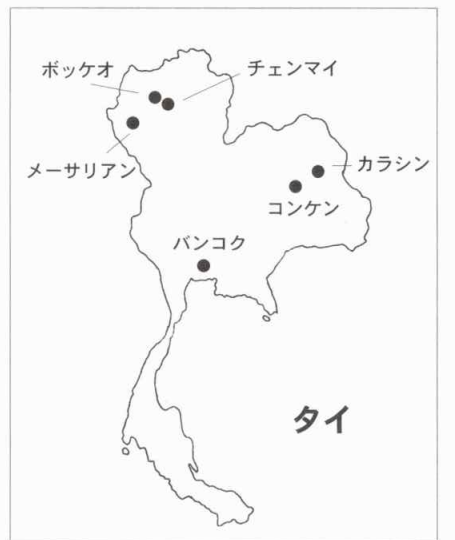 ボッケオ
チェンマイ
メーサリアン
カラシン
コンケン
バンコク
タイ